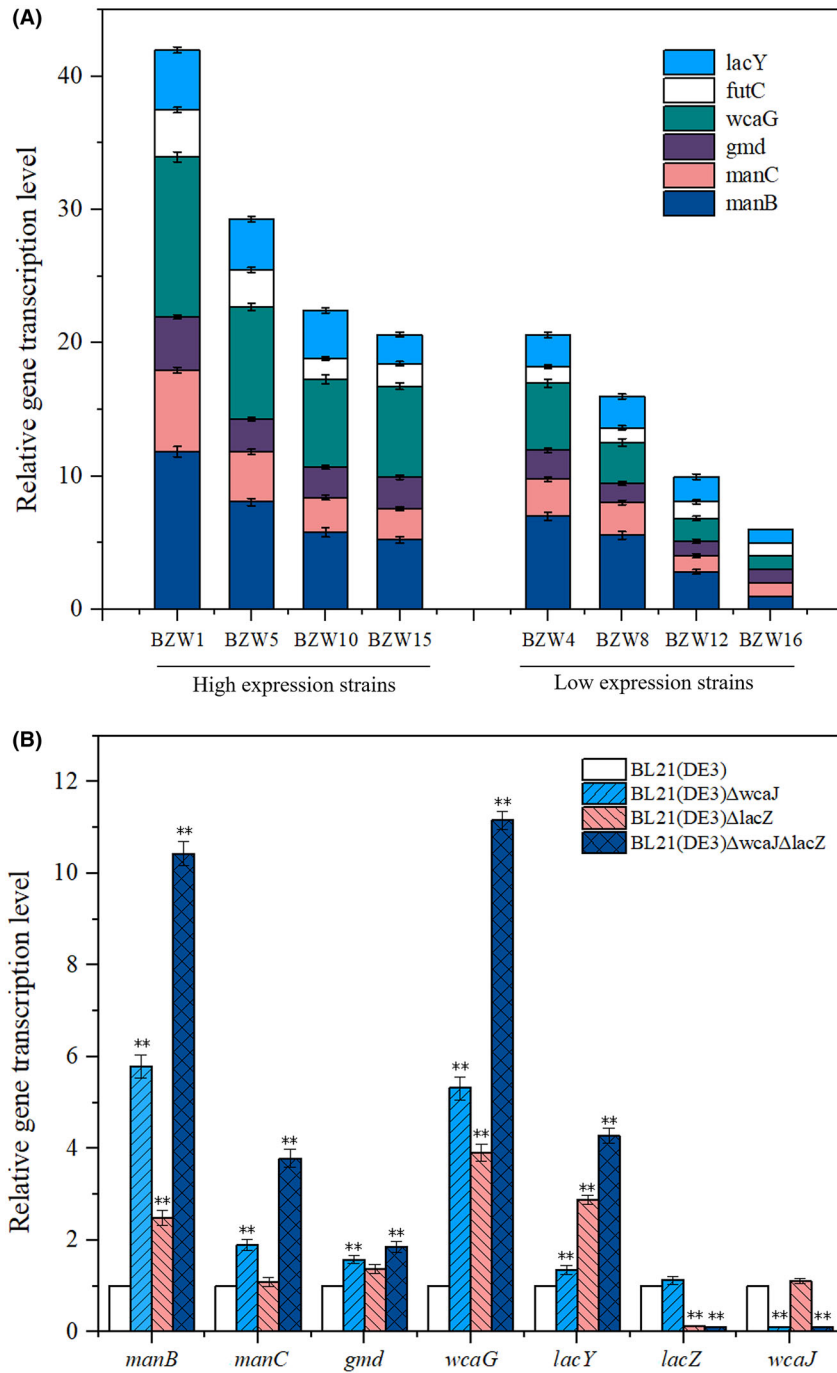 (A)
Relative gene transcription level
40
30
20
10
0
lacY
futC
wcaG
gmd
manC
manB
BZW1 BZW5 BZW10 BZW15 BZW4 BZW8 BZW12 BZW16
High expression strains Low expression strains
(B)
Relative gene transcription level
12
10
8
6
4
2
0
BL21(DE3)
BL21(DE3)ΔwcaJ
BL21(DE3)ΔlacZ
BL21(DE3)ΔwcaJΔlacZ
** ** **
** **
** **
** ** **
** ** **
** **
** **
manB manC gmd wcaG lacY lacZ wcaJ